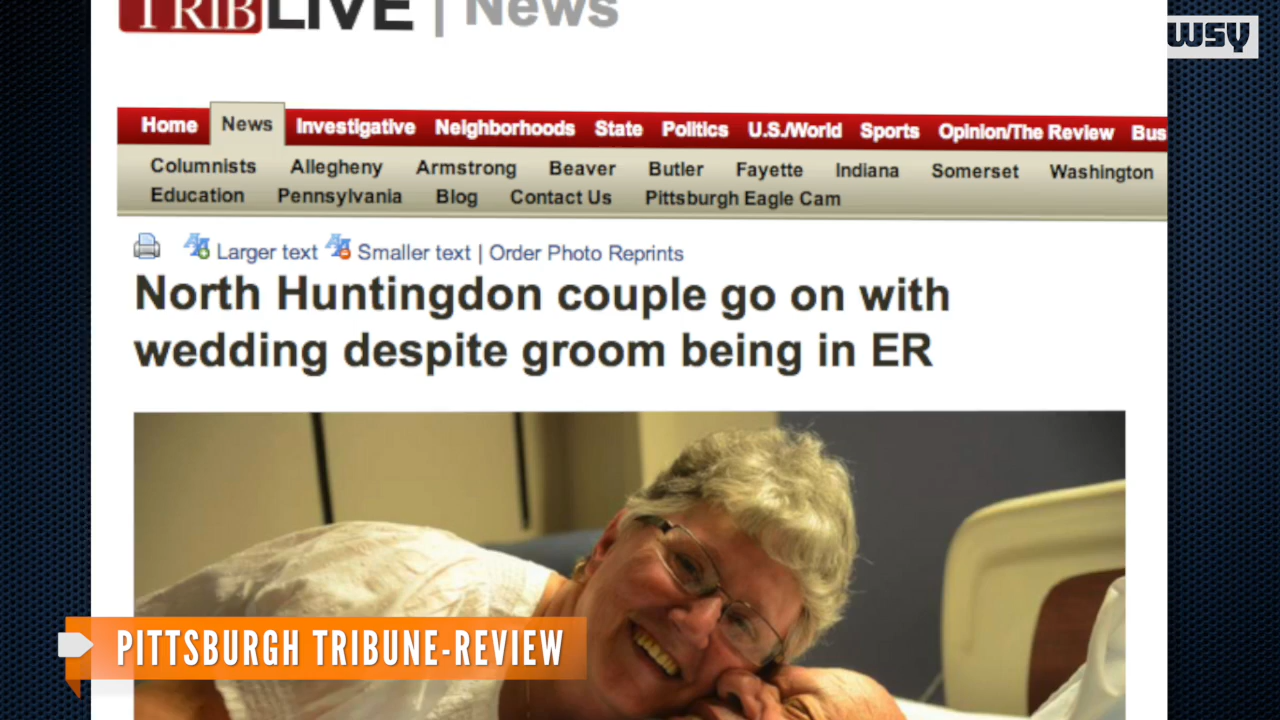 TRIBLIVE | News
wsy
Home News Investigative Neighborhoods State Politics U.S./World Sports Opinion/The Review Bus
Columnists Allegheny Armstrong Beaver Butler Fayette Indiana Somerset Washington
Education Pennsylvania Blog Contact Us Pittsburgh Eagle Cam
Larger text Smaller text | Order Photo Reprints
North Huntingdon couple go on with
wedding despite groom being in ER
PITTSBURGH TRIBUNE-REVIEW